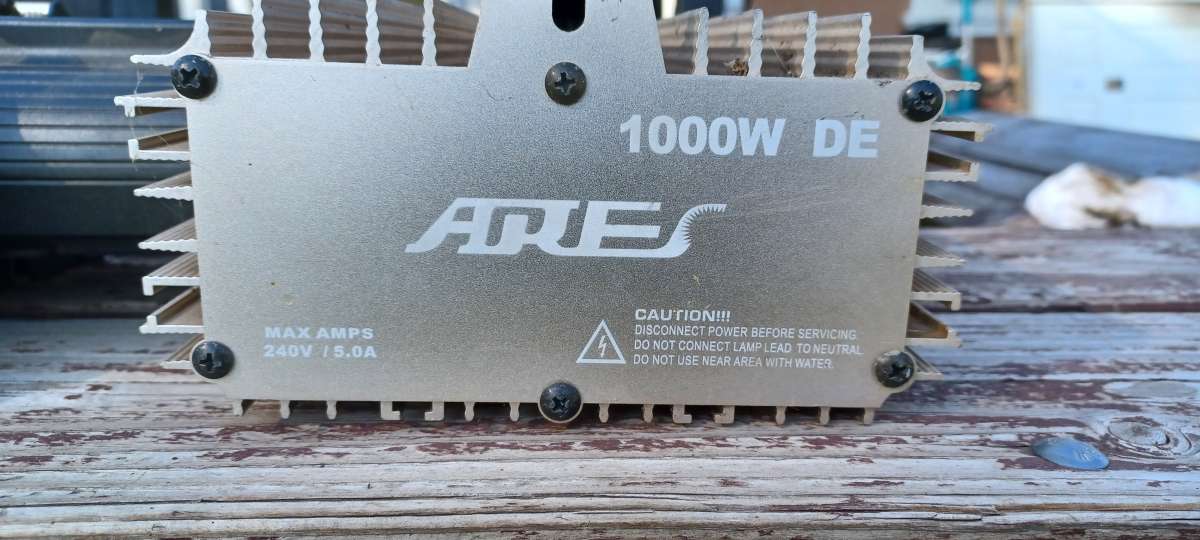 1000W DE
ARES
MAX AMPS
240V / 5.0A
CAUTION!!!
DISCONNECT POWER BEFORE SERVICING.
DO NOT CONNECT LAMP LEAD TO NEUTRAL
DO NOT USE NEAR AREA WITH WATER.